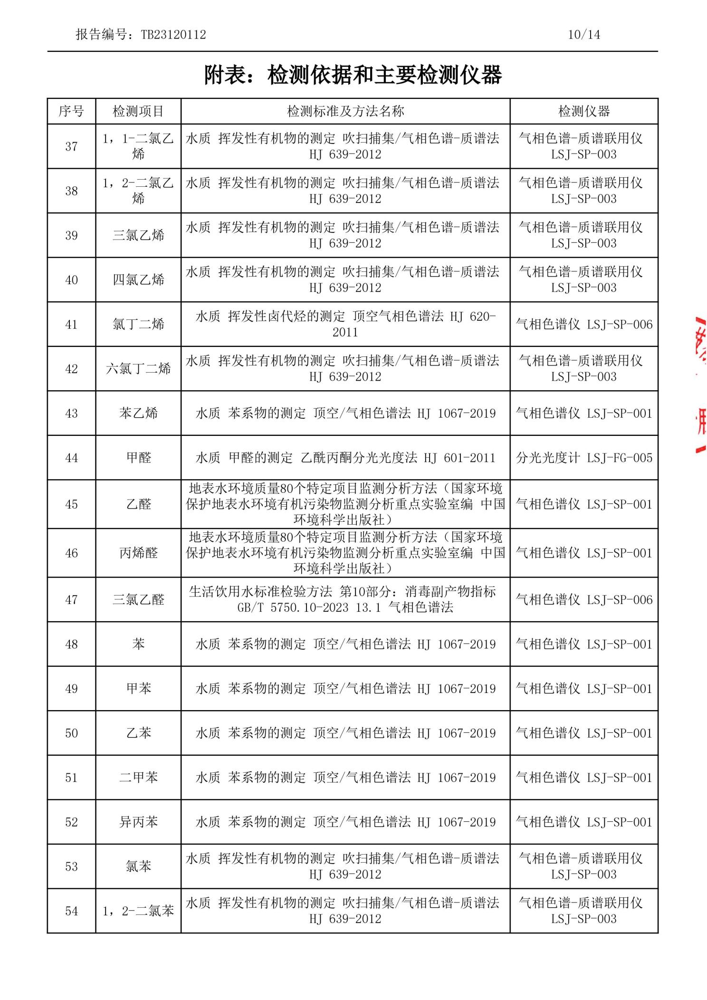 报告编号：TB23120112 10/14
附表：检测依据和主要检测仪器
序号 检测项目 检测标准及方法名称 检测仪器
37 1，1-二氯乙烯 水质 挥发性有机物的测定 吹扫捕集/气相色谱-质谱法 HJ 639-2012 气相色谱-质谱联用仪 LSJ-SP-003
38 1，2-二氯乙烯 水质 挥发性有机物的测定 吹扫捕集/气相色谱-质谱法 HJ 639-2012 气相色谱-质谱联用仪 LSJ-SP-003
39 三氯乙烯 水质 挥发性有机物的测定 吹扫捕集/气相色谱-质谱法 HJ 639-2012 气相色谱-质谱联用仪 LSJ-SP-003
40 四氯乙烯 水质 挥发性有机物的测定 吹扫捕集/气相色谱-质谱法 HJ 639-2012 气相色谱-质谱联用仪 LSJ-SP-003
41 氯丁二烯 水质 挥发性卤代烃的测定 顶空气相色谱法 HJ 620-2011 气相色谱仪 LSJ-SP-006
42 六氯丁二烯 水质 挥发性有机物的测定 吹扫捕集/气相色谱-质谱法 HJ 639-2012 气相色谱-质谱联用仪 LSJ-SP-003
43 苯乙烯 水质 苯系物的测定 顶空/气相色谱法 HJ 1067-2019 气相色谱仪 LSJ-SP-001
44 甲醛 水质 甲醛的测定 乙酰丙酮分光光度法 HJ 601-2011 分光光度计 LSJ-FG-005
45 乙醛 地表水环境质量80个特定项目监测分析方法（国家环境保护地表水环境有机污染物监测分析重点实验室编 中国环境科学出版社） 气相色谱仪 LSJ-SP-001
46 丙烯醛 地表水环境质量80个特定项目监测分析方法（国家环境保护地表水环境有机污染物监测分析重点实验室编 中国环境科学出版社） 气相色谱仪 LSJ-SP-001
47 三氯乙醛 生活饮用水标准检验方法 第10部分：消毒副产物指标 GB/T 5750.10-2023 13.1 气相色谱法 气相色谱仪 LSJ-SP-006
48 苯 水质 苯系物的测定 顶空/气相色谱法 HJ 1067-2019 气相色谱仪 LSJ-SP-001
49 甲苯 水质 苯系物的测定 顶空/气相色谱法 HJ 1067-2019 气相色谱仪 LSJ-SP-001
50 乙苯 水质 苯系物的测定 顶空/气相色谱法 HJ 1067-2019 气相色谱仪 LSJ-SP-001
51 二甲苯 水质 苯系物的测定 顶空/气相色谱法 HJ 1067-2019 气相色谱仪 LSJ-SP-001
52 异丙苯 水质 苯系物的测定 顶空/气相色谱法 HJ 1067-2019 气相色谱仪 LSJ-SP-001
53 氯苯 水质 挥发性有机物的测定 吹扫捕集/气相色谱-质谱法 HJ 639-2012 气相色谱-质谱联用仪 LSJ-SP-003
54 1，2-二氯苯 水质 挥发性有机物的测定 吹扫捕集/气相色谱-质谱法 HJ 639-2012 气相色谱-质谱联用仪 LSJ-SP-003